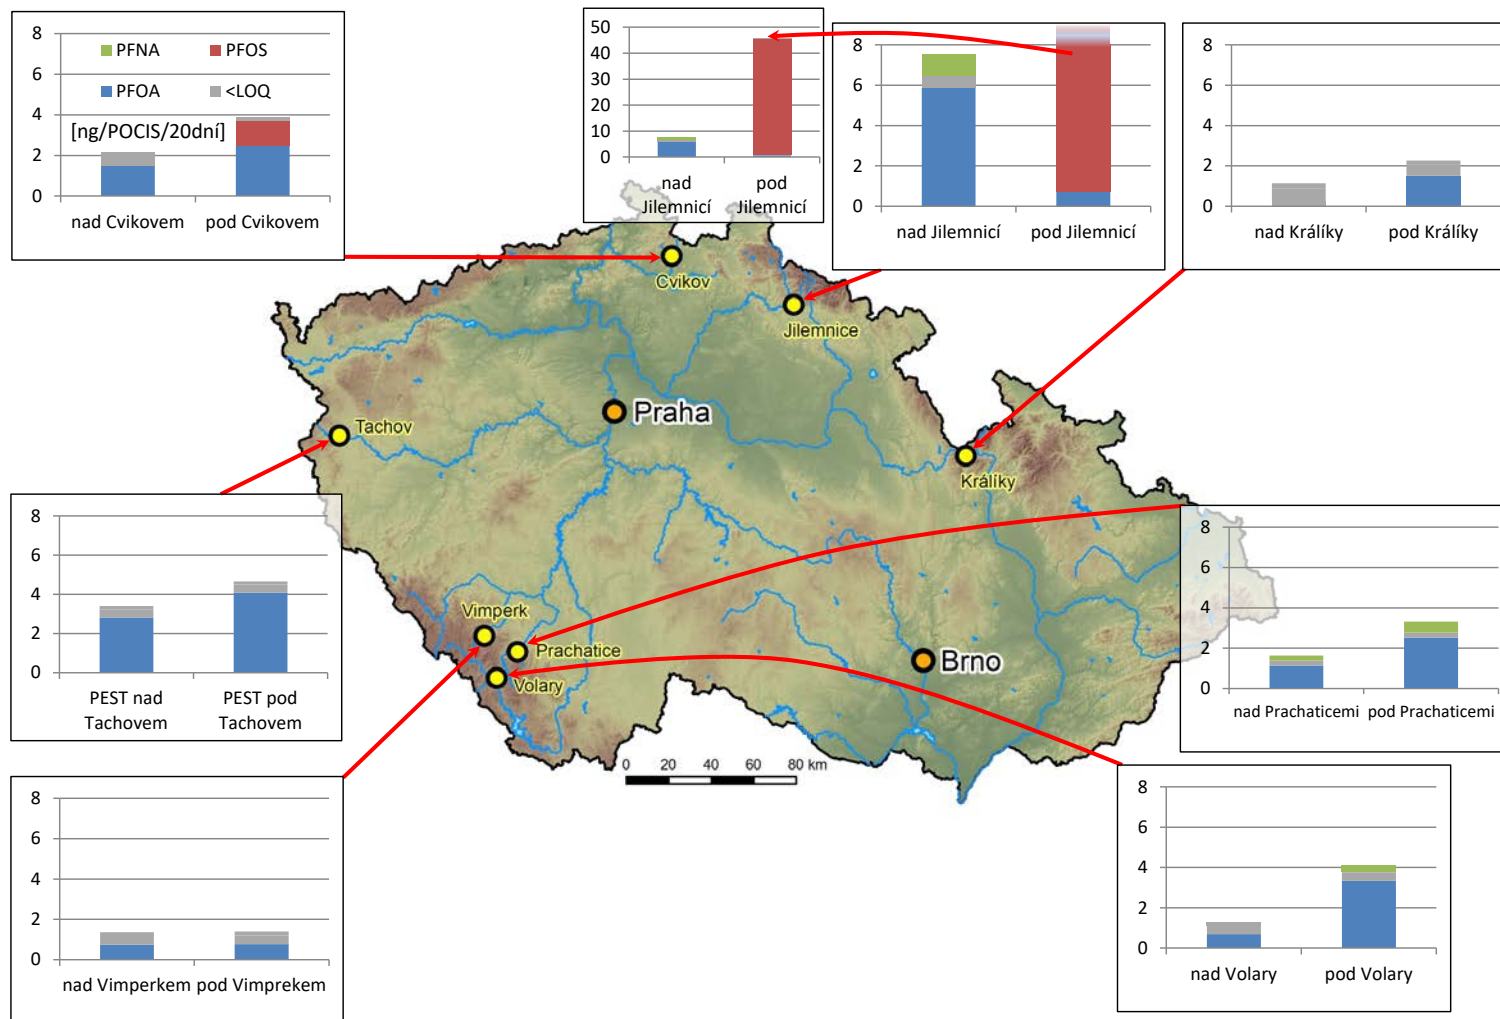 8
6
4
2
0
PFNA
PFOS
PFOA
<LOQ
[ng/POCIS/20dní]
nad Cvikovem
pod Cvikovem
50
40
30
20
10
0
nad
Jilemnicí
pod
Jilemnicí
8
6
4
2
0
nad Jilemnicí
pod Jilemnicí
8
6
4
2
0
nad Králíky
pod Králíky
Cvikov
Jilemnice
Praha
Tachov
Králíky
Vimperk
Prachatice
Volary
Brno
0 20 40 60 80 km
8
6
4
2
0
PEST nad
Tachovem
PEST pod
Tachovem
8
6
4
2
0
nad Prachaticemi
pod Prachaticemi
8
6
4
2
0
nad Vimperkem
pod Vimprekem
8
6
4
2
0
nad Volary
pod Volary